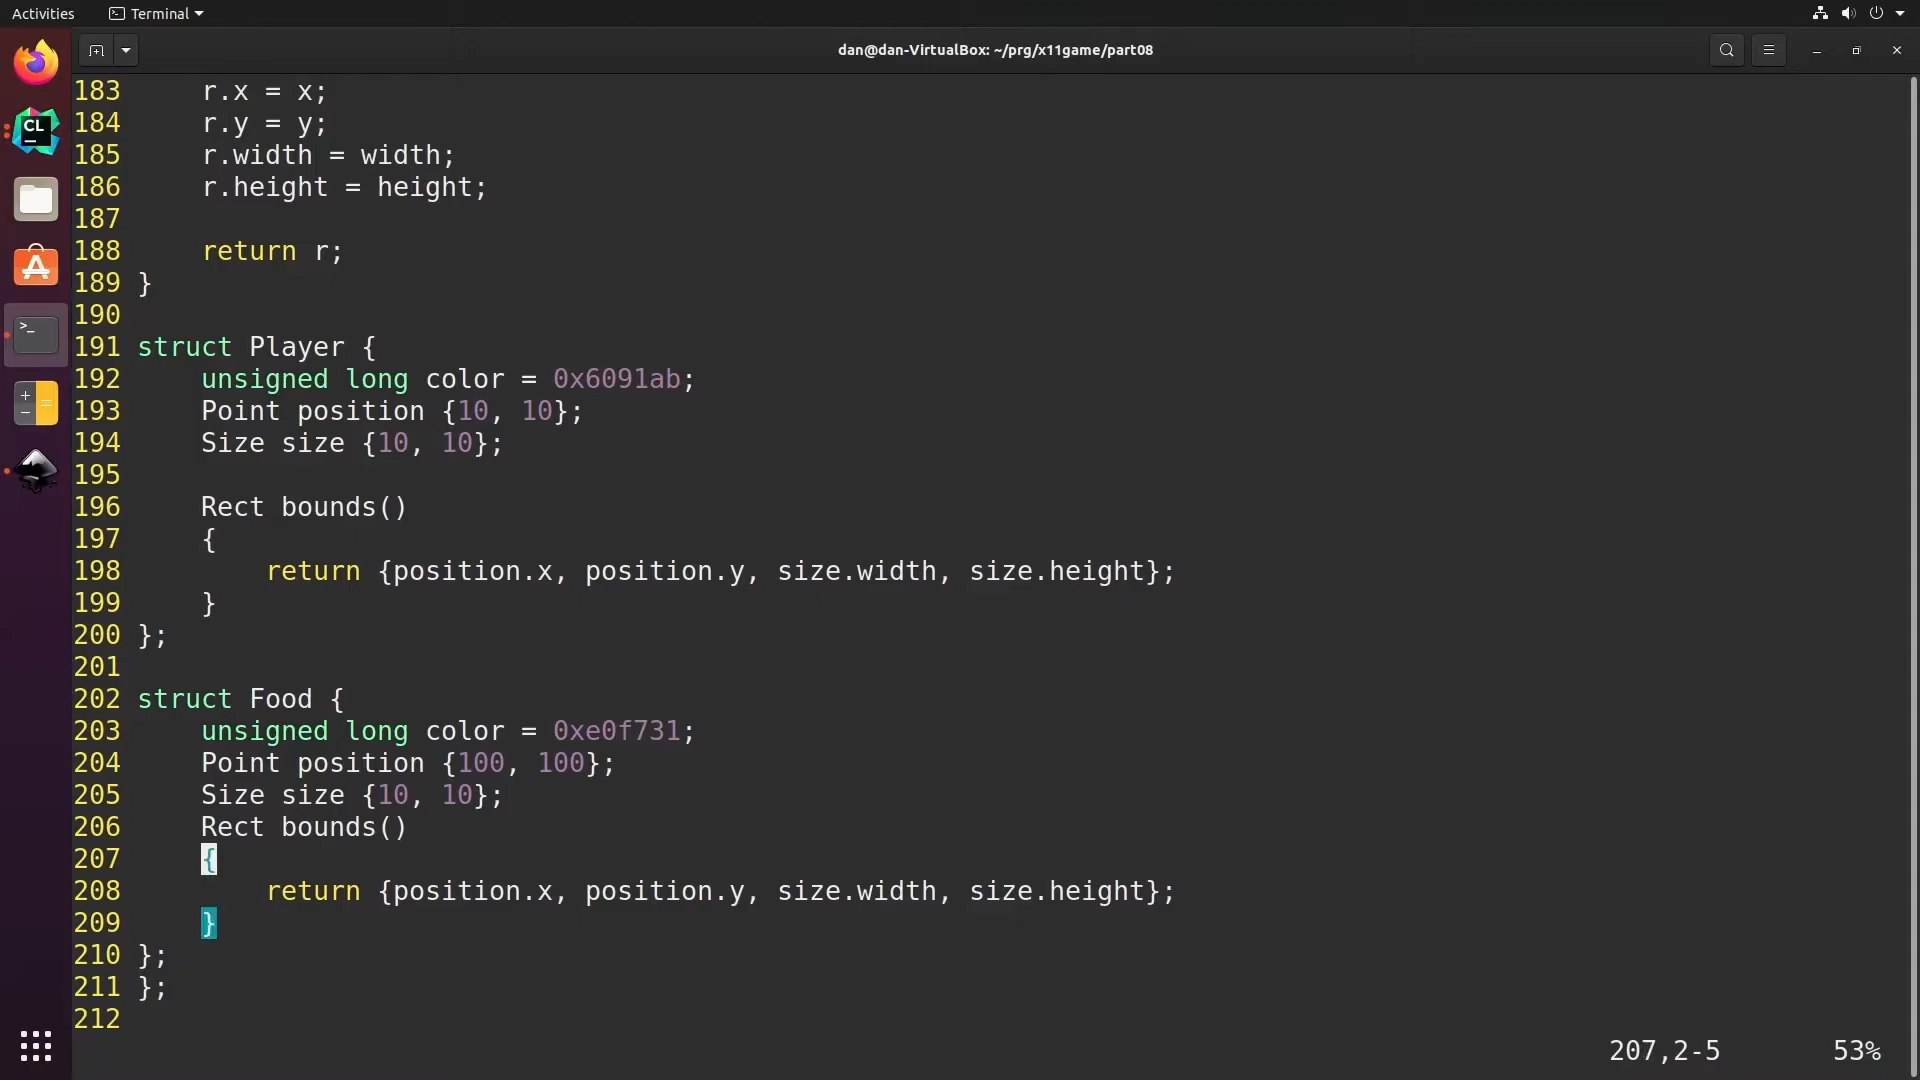 Activities Terminal
dan@dan-VirtualBox: ~/prg/x11game/part08
CL
183 r.x = x;
184 r.y = y;
185 r.width = width;
186 r.height = height;
187
188 return r;
189 }
190
191 struct Player {
192 unsigned long color = 0x6091ab;
193 Point position {10, 10};
194 Size size {10, 10};
195
196 Rect bounds()
197 {
198 return {position.x, position.y, size.width, size.height};
199 }
200 };
201
202 struct Food {
203 unsigned long color = 0xe0f731;
204 Point position {100, 100};
205 Size size {10, 10};
206 Rect bounds()
207 {
208 return {position.x, position.y, size.width, size.height};
209 }
210 };
211 };
212
207,2-5 53%